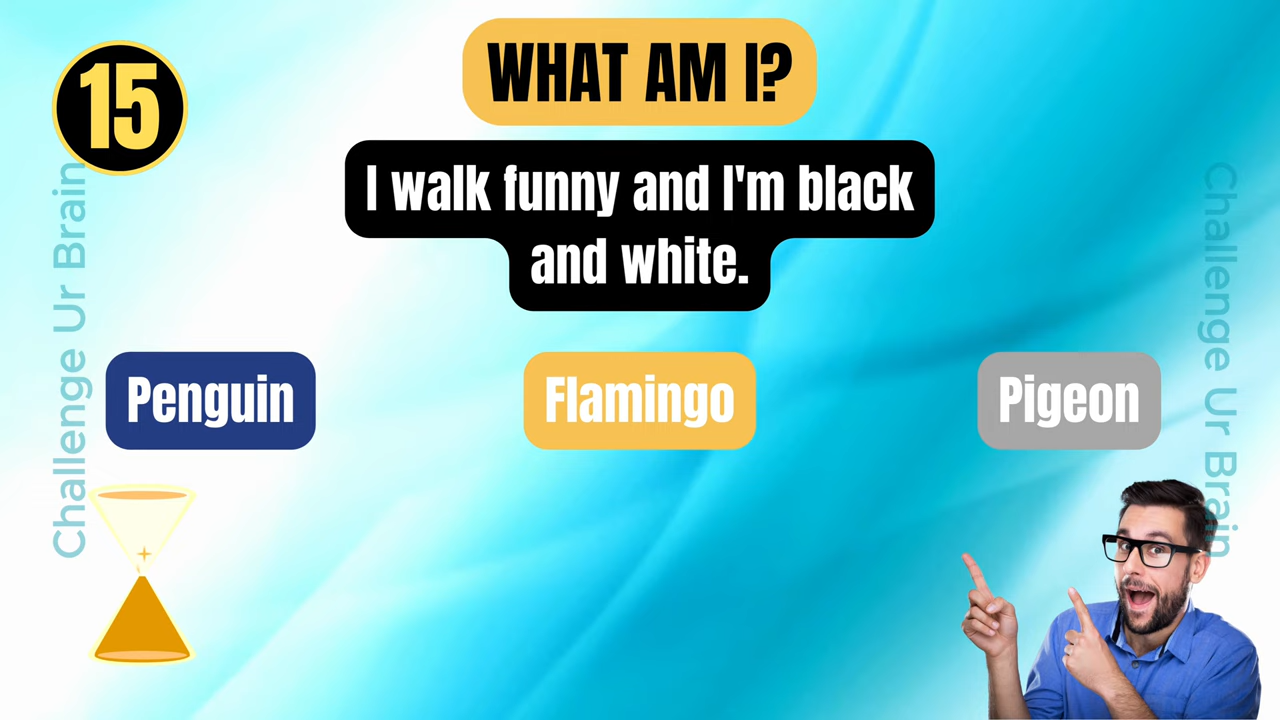 15
WHAT AM I?
I walk funny and I'm black
and white.
Penguin
Flamingo
Pigeon
Challenge Ur Brain
Challenge Ur Brain